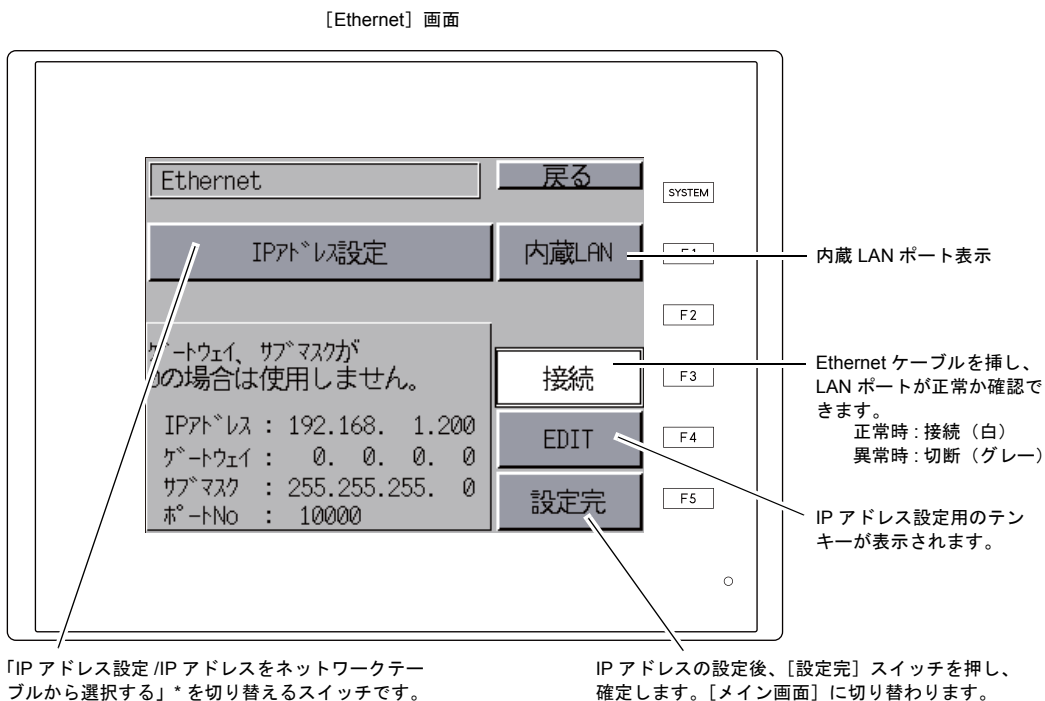 ［Ethernet］画面
Ethernet
戻る
SYSTEM
IPｱﾄﾞﾚｽ設定
内蔵LAN
内蔵 LAN ポート表示
F2
ｹﾞｰﾄｳｪｲ、 ｻﾌﾞﾏｽｸが
0の場合は使用しません。
接続
F3
Ethernet ケーブルを挿し、
LAN ポートが正常か確認で
きます。
正常時 : 接続（白）
異常時 : 切断（グレー）
IPｱﾄﾞﾚｽ : 192.168.  1.200
EDIT
F4
ｹﾞｰﾄｳｪｲ :   0.  0.  0.  0
ｻﾌﾞﾏｽｸ  : 255.255.255.  0
設定完
F5
ﾎﾟｰﾄNo  :  10000
IP アドレス設定用のテン
キーが表示されます。
「IP アドレス設定 /IP アドレスをネットワークテー
ブルから選択する」* を切り替えるスイッチです。
IP アドレスの設定後、［設定完］スイッチを押し、
確定します。［メイン画面］に切り替わります。